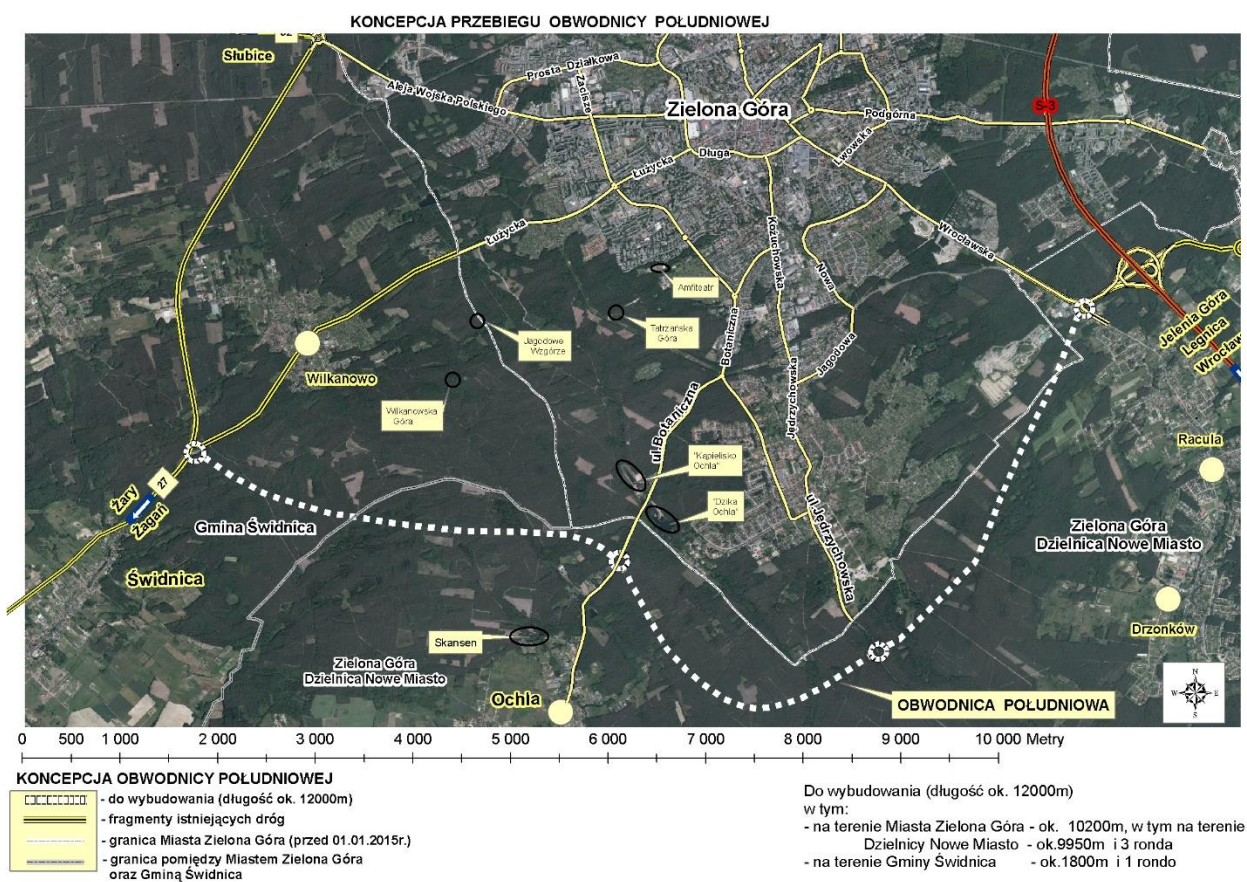 KONCEPCJA PRZEBIEGU OBWODNICY POŁUDNIOWEJ
Słubice
Prosta
Działkowa
Zacisze
Aleja Wojska Polskiego
Zielona Góra
Podgórna
S-3
Lwowska
Długa
Łużycka
Łużycka
Wrocławska
Kożuchowska
Nowa
Amfiteatr
Tatrzańska
Góra
Jagodowe
Wzgórze
Botaniczna
Jagodowa
Jelenia Góra
Legnica
Wrocław
Wilkanowo
Wilkanowska
Góra
ul.Botaniczna
Jędrzychowska
"Kąpielisko
Ochla"
Racula
27
Żary
Żagań
Gmina Świdnica
"Dzika
Ochla"
ul.Jędrzychowska
Zielona Góra
Dzielnica Nowe Miasto
Świdnica
Drzonków
Skansen
Zielona Góra
Dzielnica Nowe Miasto
Ochla
OBWODNICA POŁUDNIOWA
N
W E
S
0 500 1 000 2 000 3 000 4 000 5 000 6 000 7 000 8 000 9 000 10 000 Metry
KONCEPCJA OBWODNICY POŁUDNIOWEJ
- do wybudowania (długość ok. 12000m)
- fragmenty istniejących dróg
- granica Miasta Zielona Góra (przed 01.01.2015r.)
- granica pomiędzy Miastem Zielona Góra
oraz Gminą Świdnica
Do wybudowania (długość ok. 12000m)
w tym:
- na terenie Miasta Zielona Góra - ok. 10200m, w tym na terenie
Dzielnicy Nowe Miasto - ok.9950m i 3 ronda
- na terenie Gminy Świdnica - ok.1800m i 1 rondo